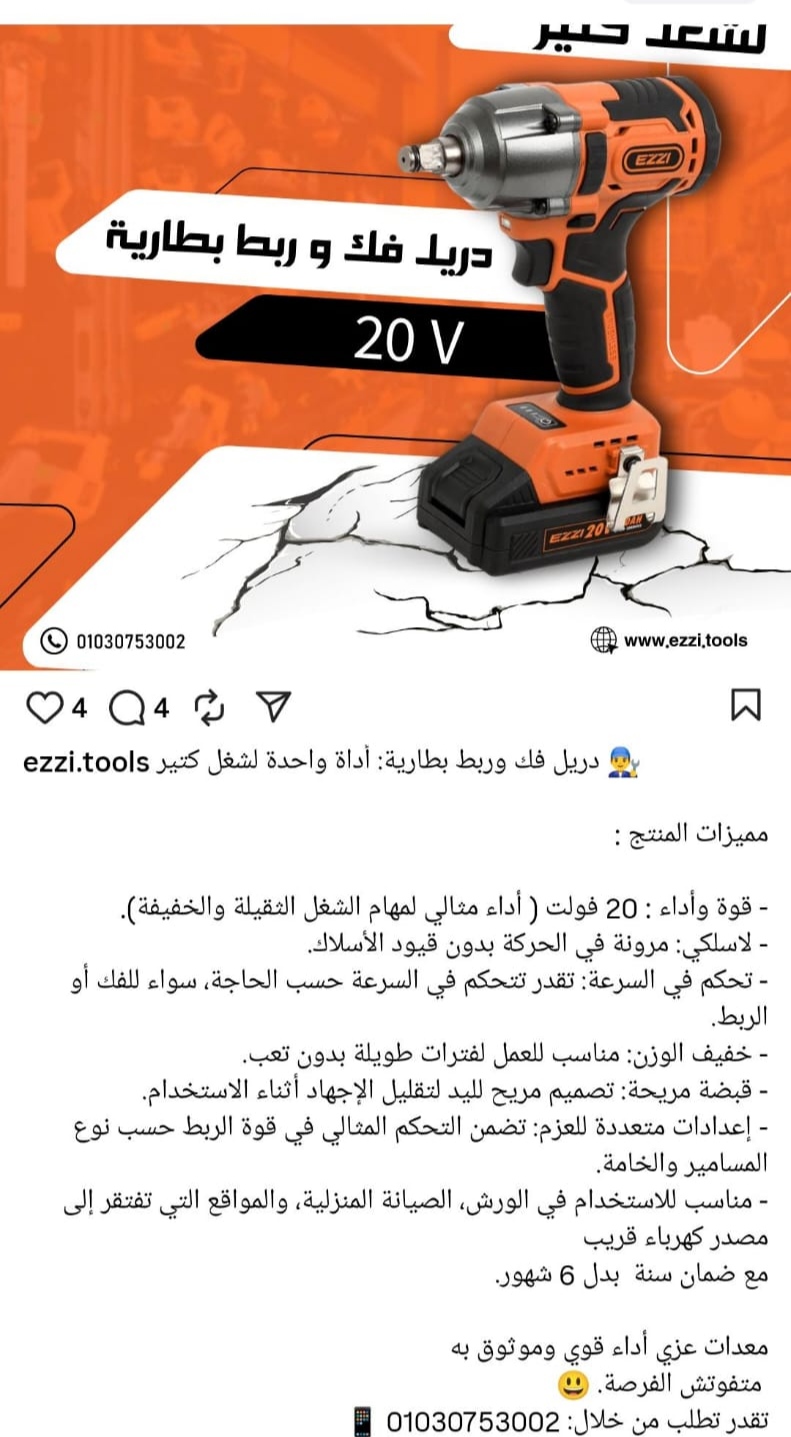 لشغل كتير
EZZI
دريل فك و ربط بطارية
20 V
EZZI 20V
01030753002
www.ezzi.tools
4 4
ezzi.tools دريل فك وربط بطارية: أداة واحدة لشغل كتير 👨‍🔧
مميزات المنتج :
- قوة وأداء : 20 فولت ( أداء مثالي لمهام الشغل الثقيلة والخفيفة).
- لاسلكي: مرونة في الحركة بدون قيود الأسلاك.
- تحكم في السرعة: تقدر تتحكم في السرعة حسب الحاجة، سواء للفك أو
الربط.
- خفيف الوزن: مناسب للعمل لفترات طويلة بدون تعب.
- قبضة مريحة: تصميم مريح لليد لتقليل الإجهاد أثناء الاستخدام.
- إعدادات متعددة للعزم: تضمن التحكم المثالي في قوة الربط حسب نوع
المسامير والخامة.
- مناسب للاستخدام في الورش، الصيانة المنزلية، والمواقع التي تفتقر إلى
مصدر كهرباء قريب
مع ضمان سنة بدل 6 شهور.
معدات عزي أداء قوي وموثوق به
متفوتش الفرصة. 😃
تقدر تطلب من خلال: 01030753002 📱